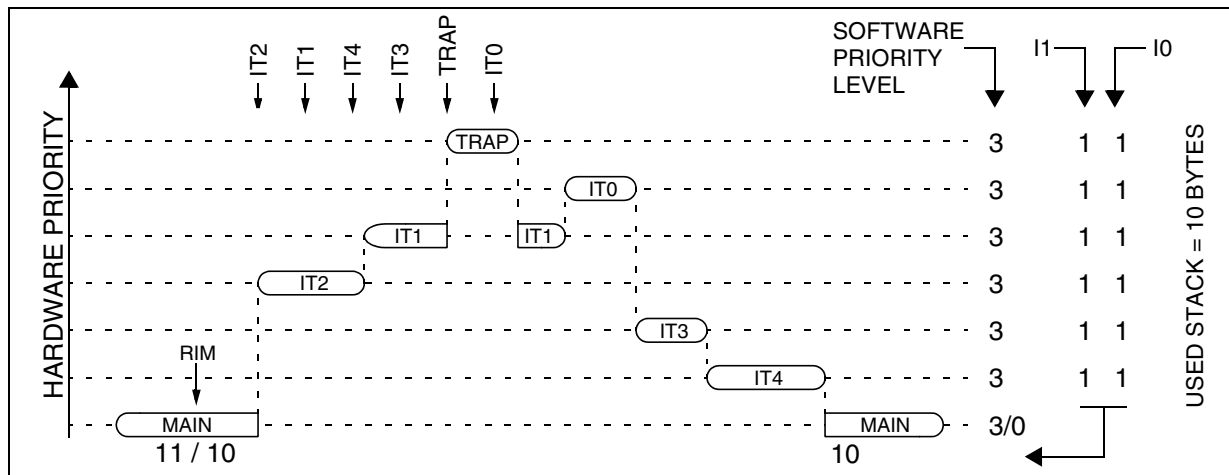 IT2
IT1
IT4
IT3
TRAP
IT0
SOFTWARE
PRIORITY
LEVEL
I1
I0
HARDWARE PRIORITY
TRAP
3 1 1
IT0
3 1 1
IT1 IT1
3 1 1
IT2
3 1 1
IT3
3 1 1
RIM
IT4
3 1 1
MAIN MAIN
3/0
11 / 10
10
USED STACK = 10 BYTES